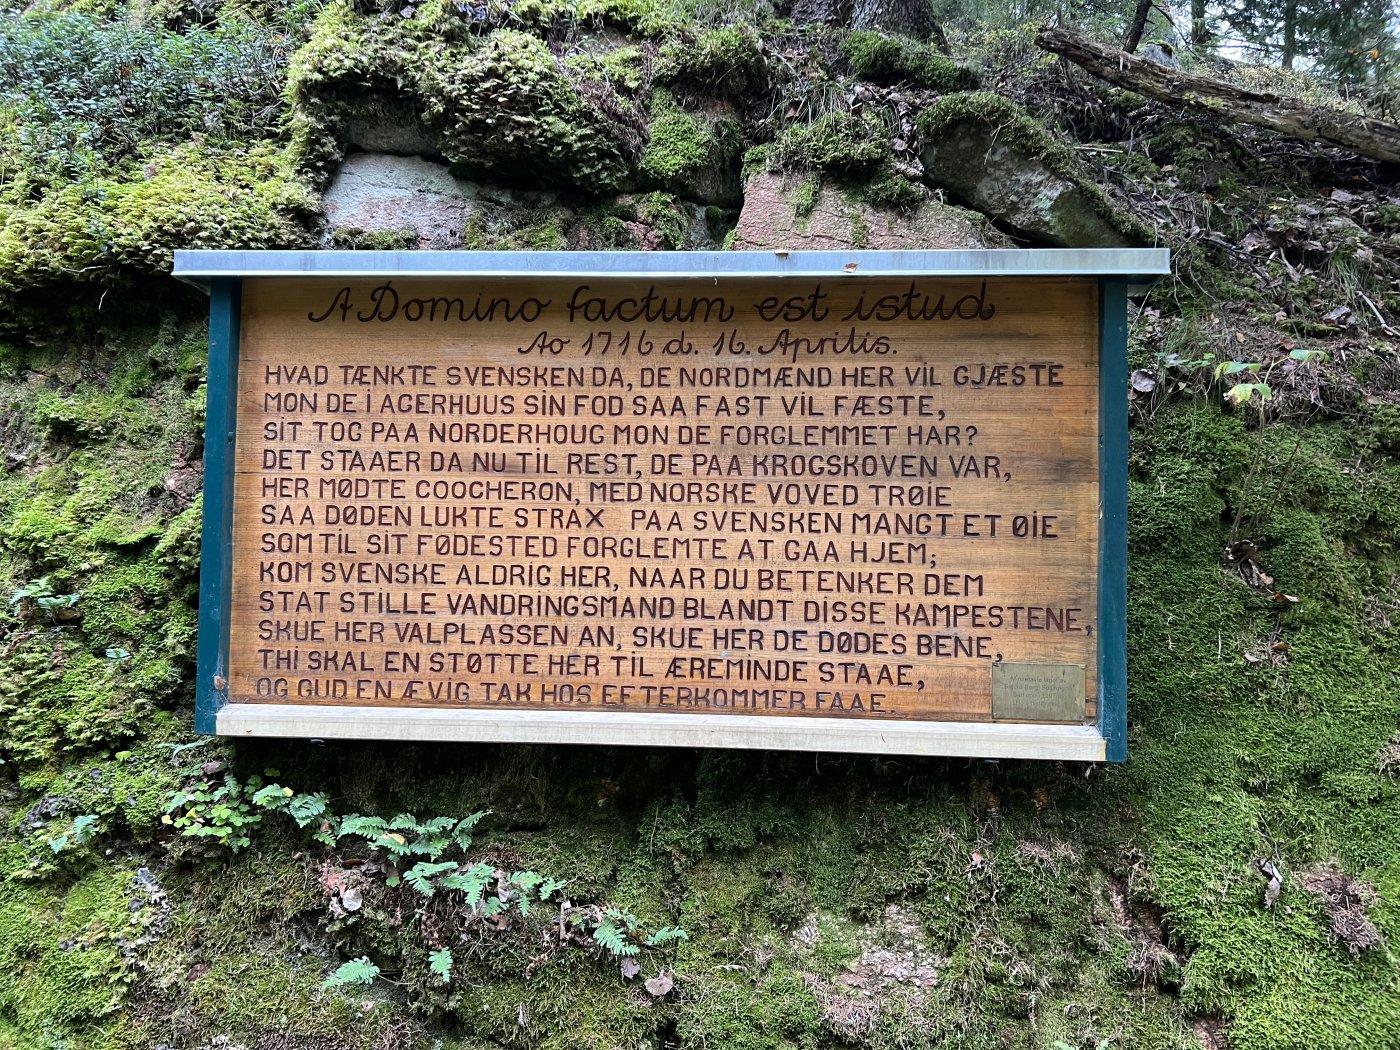 A Domino factum est istud
Ao 1716 d. 16. Aprilis.
HVAD TÆNKTE SVENSKEN DA, DE NORDMÆND HER VIL GJÆSTE
MON DE I AGERHUUS SIN FOD SAA FAST VIL FÆSTE,
SIT TOG PAA NORDERHOUG MON DE FORGLEMMET HAR?
DET STAAER DA NU TIL REST, DE PAA KROGSKOVEN VAR,
HER MØDTE COOCHERON, MED NORSKE VOVED TRØIE
SAA DØDEN LUKTE STRAX PAA SVENSKEN MANGT ET ØIE
SOM TIL SIT FØDESTED FORGLEMTE AT GAA HJEM;
KOM SVENSKE ALDRIG HER, NAAR DU BETENKER DEM
STAT STILLE VANDRINGSMAND BLANDT DISSE KAMPESTENE,
SKUE HER VALPLASSEN AN, SKUE HER DE DØDES BENE,
THI SKAL EN STØTTE HER TIL ÆREMINDE STAAE,
OG GUD EN ÆVIG TAK HOS EFTERKOMMER FAAE.